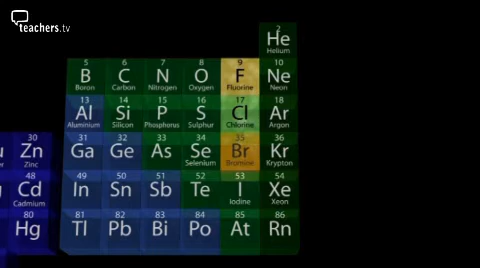 teachers.tv
2
He
Helium
5 6 7 8 9 10
B C N O F Ne
Boron Carbon Nitrogen Oxygen Fluorine Neon
13 14 15 16 17 18
Al Si P S Cl Ar
Aluminium Silicon Phosphorus Sulphur Chlorine Argon
30 31 32 33 34 35 36
Zn Ga Ge As Se Br Kr
Zinc Selenium Bromine Krypton
48 49 50 51 52 53 54
Cd In Sn Sb Te I Xe
Cadmium Iodine Xeon
80 81 82 83 84 85 86
Hg Tl Pb Bi Po At Rn